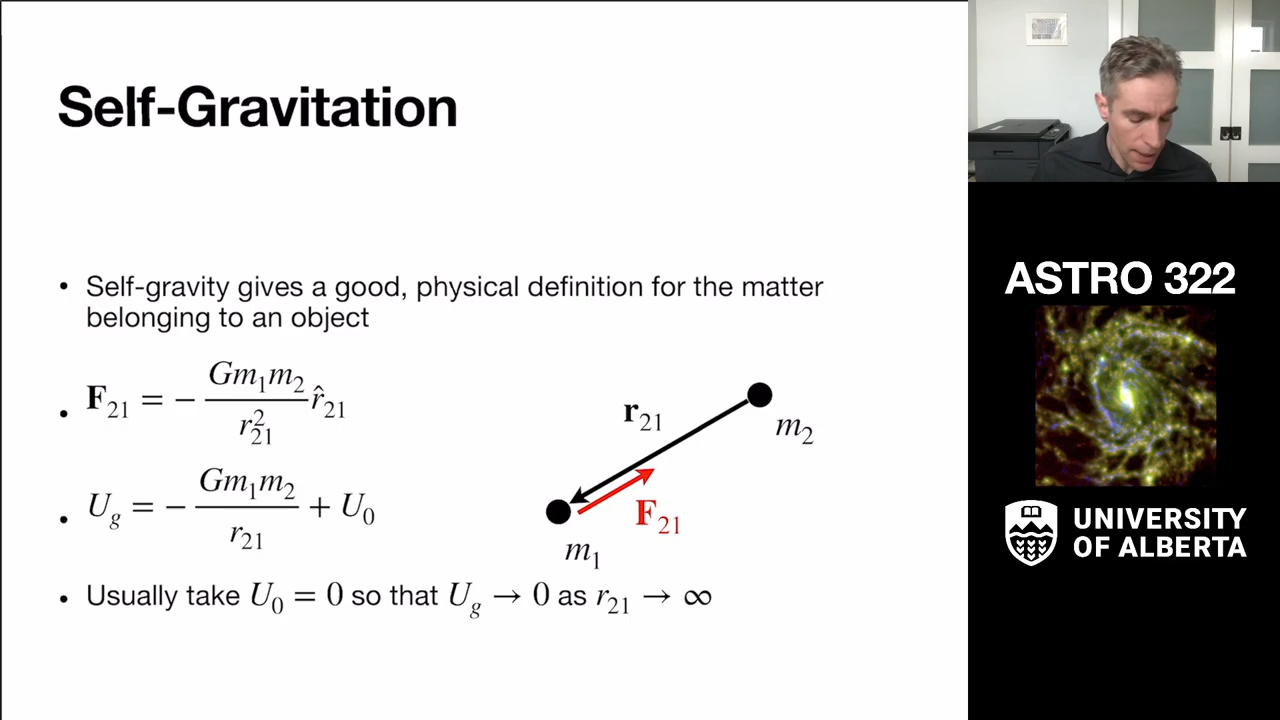 Self-Gravitation
• Self-gravity gives a good, physical definition for the matter
belonging to an object
• F₂₁ = − Gm₁m₂ / r₂₁² r̂₂₁
• U_g = − Gm₁m₂ / r₂₁ + U₀
• Usually take U₀ = 0 so that U_g → 0 as r₂₁ → ∞
r₂₁
m₂
F₂₁
m₁
ASTRO 322
UNIVERSITY
OF ALBERTA